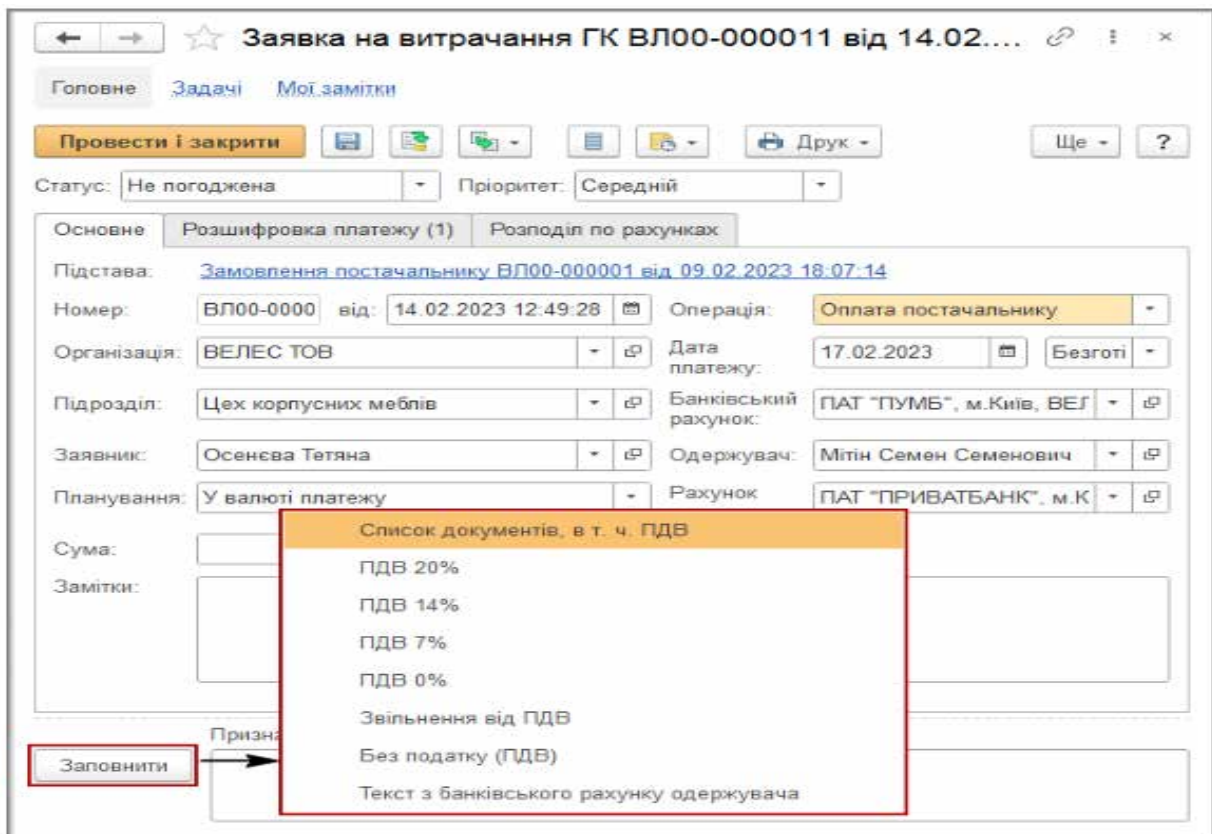 Заявка на витрачання ГК ВЛ00-000011 від 14.02....
Головне Задачі Мої замітки
Провести і закрити Друк Ще ?
Статус: Не погоджена Пріоритет: Середній
Основне Розшифровка платежу (1) Розподіл по рахунках
Підстава: Замовлення постачальнику ВЛ00-000001 від 09.02.2023 18:07:14
Номер: ВЛ00-0000 від: 14.02.2023 12:49:28 Операція: Оплата постачальнику
Організація: ВЕЛЕС ТОВ Дата платежу: 17.02.2023 Безготі
Підрозділ: Цех корпусних меблів Банківський рахунок: ПАТ "ПУМБ", м.Київ, ВЕЛ
Заявник: Осенєва Тетяна Одержувач: Мітін Семен Семенович
Планування: У валюті платежу Рахунок ПАТ "ПРИВАТБАНК", м.К
Список документів, в т. ч. ПДВ
Сума:
ПДВ 20%
Замітки:
ПДВ 14%
ПДВ 7%
ПДВ 0%
Звільнення від ПДВ
Призна
Без податку (ПДВ)
Заповнити
Текст з банківського рахунку одержувача